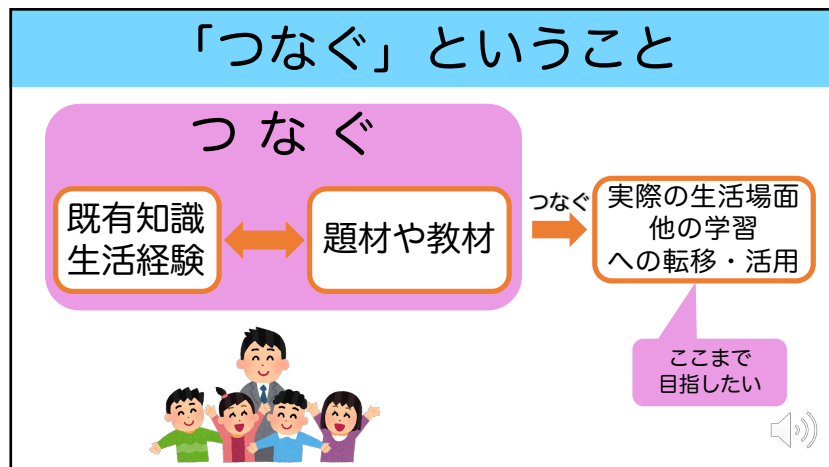 「つなぐ」ということ
つ な ぐ
既有知識
生活経験
題材や教材
つなぐ
実際の生活場面
他の学習
への転移・活用
ここまで
目指したい